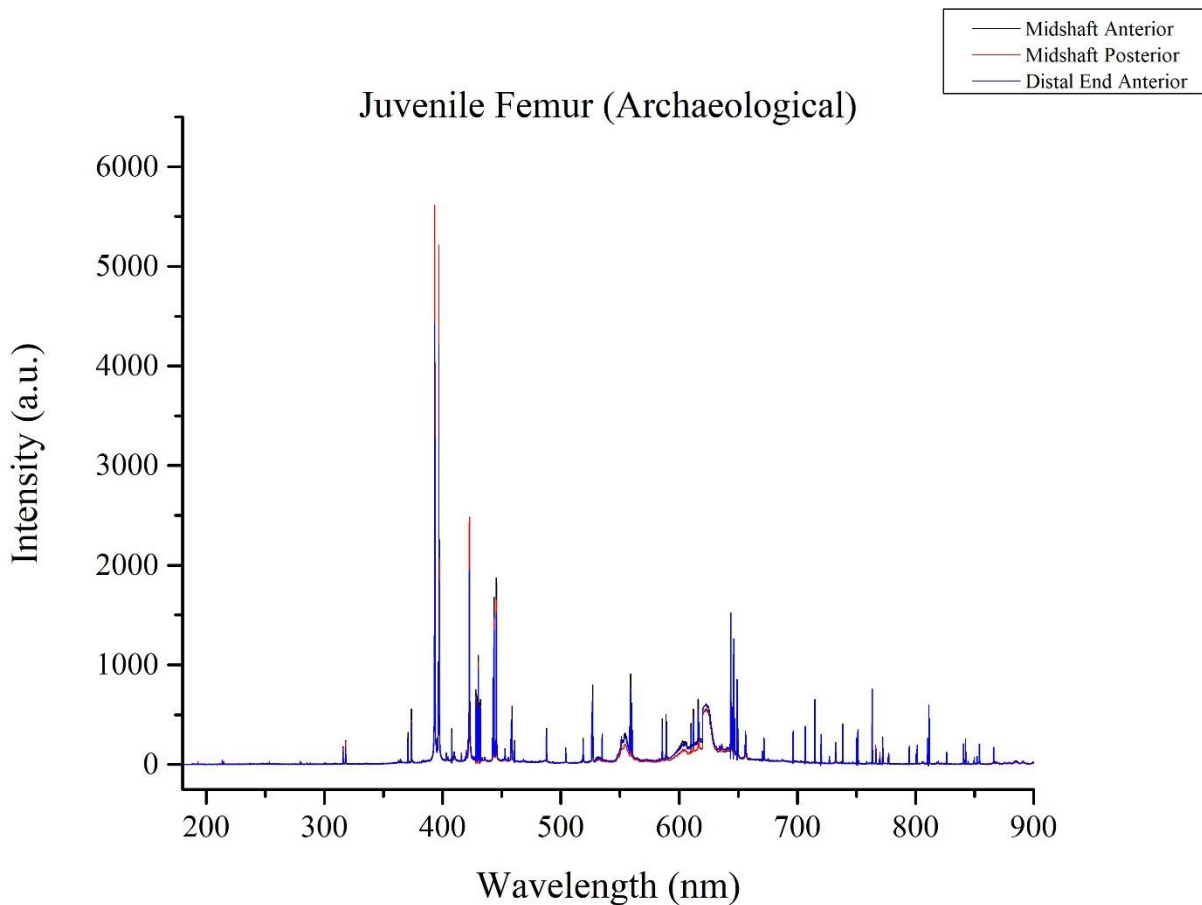 Midshaft Anterior
Midshaft Posterior
Distal End Anterior
Juvenile Femur (Archaeological)
6000
5000
4000
3000
2000
1000
0
Intensity (a.u.)
200 300 400 500 600 700 800 900
Wavelength (nm)